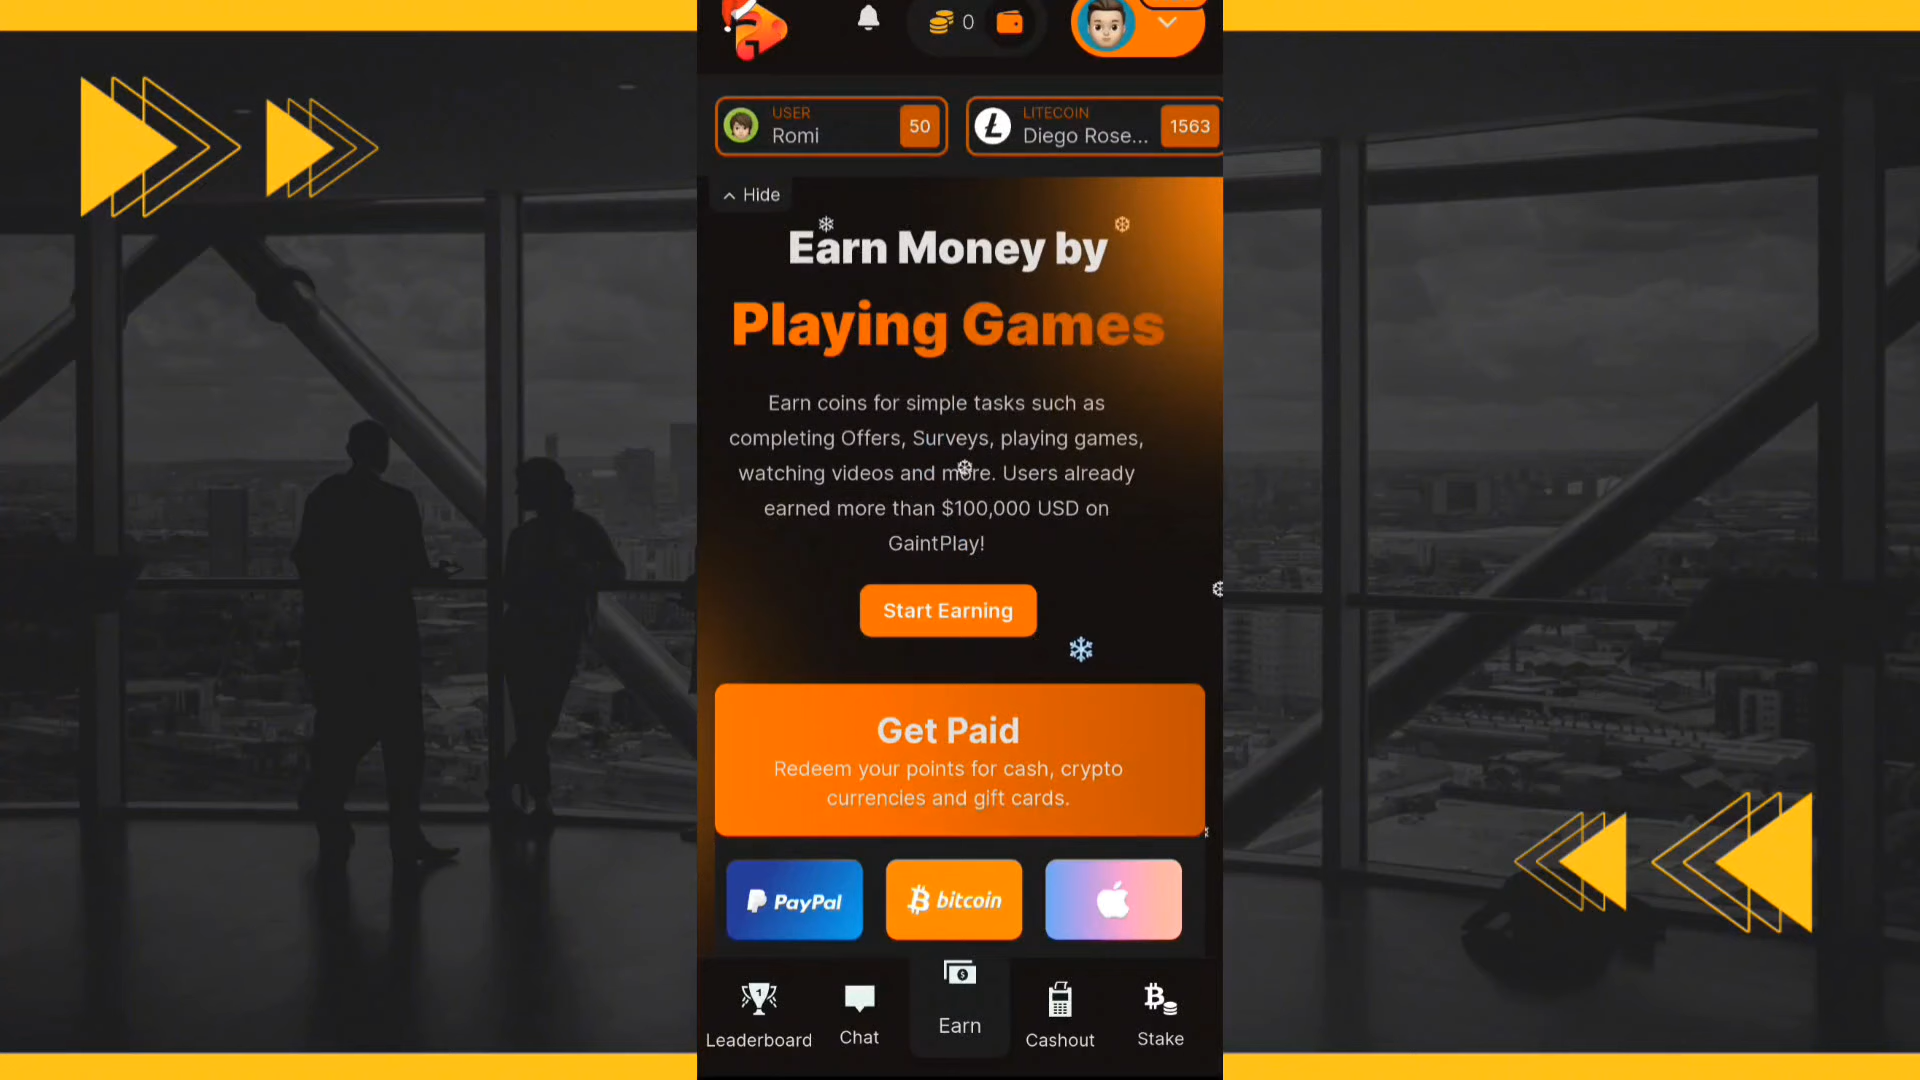 0
USER
Romi
50
LITECOIN
Diego Rose...
1563
Hide
Earn Money by
Playing Games
Earn coins for simple tasks such as
completing Offers, Surveys, playing games,
watching videos and more. Users already
earned more than $100,000 USD on
GaintPlay!
Start Earning
Get Paid
Redeem your points for cash, crypto
currencies and gift cards.
PayPal
bitcoin
Leaderboard
Chat
Earn
Cashout
Stake